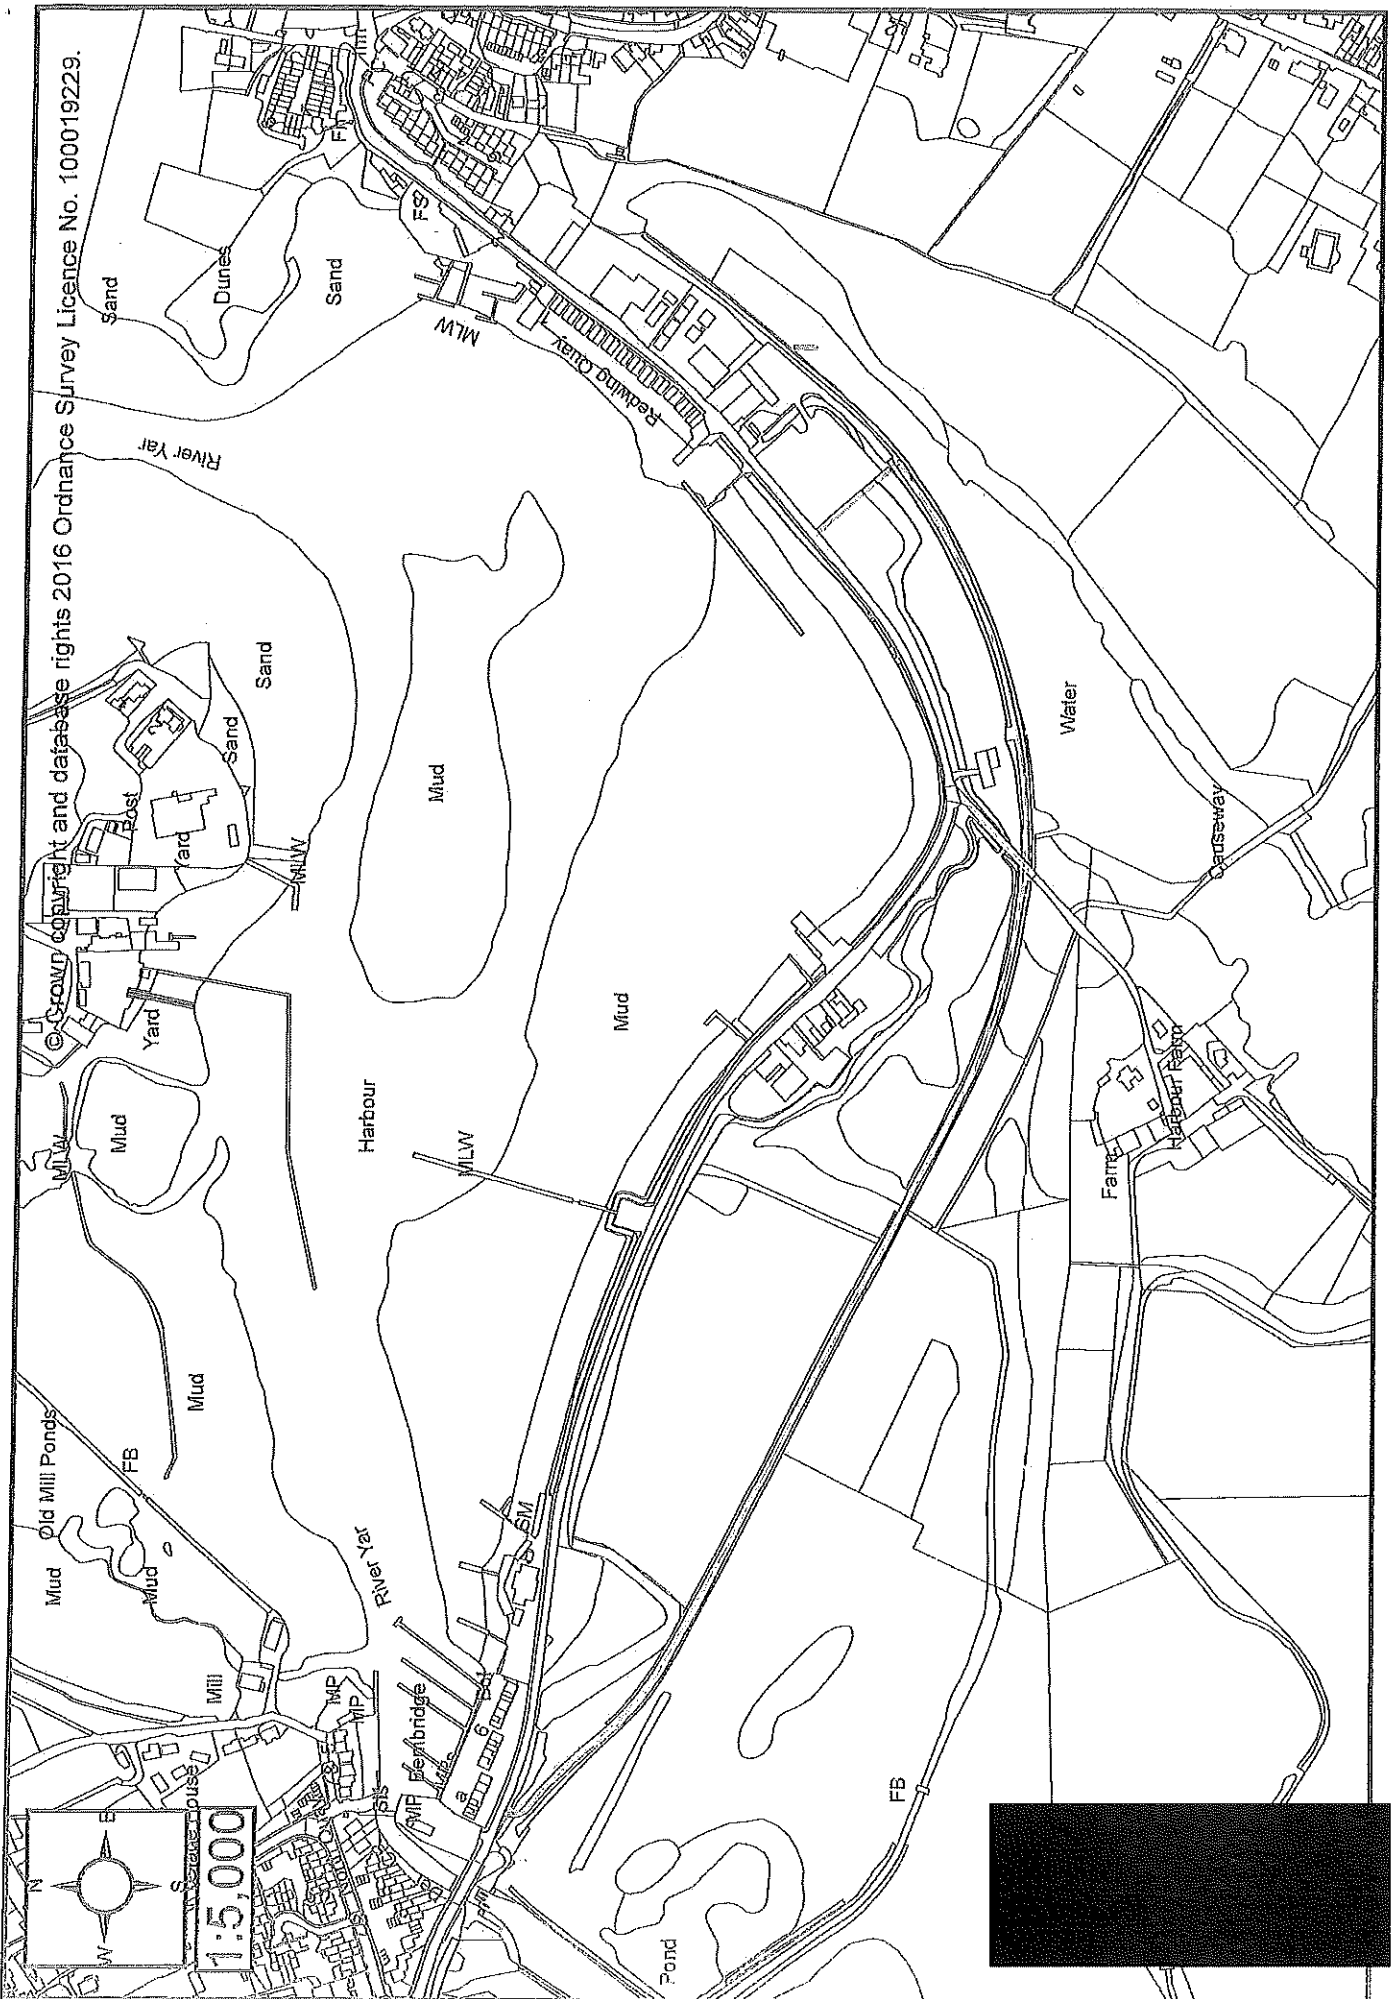 © Crown copyright and database rights 2016 Ordnance Survey Licence No. 100019229.
N
W
E
S
1:5,000
Old Mill Ponds
Mud
Mud
FB
Mud
MLW
Mud
Yard
Post
Yard
Sand
Sand
MLW
River Yar
Sand
Dunes
Sand
Mill
MP
MP
River Yar
Harbour
MLW
Mud
Mud
MLW
Redwing Quay
FS
Bembridge
MP
SM
Water
Causeway
Farm
Harbour Farm
FB
Pond